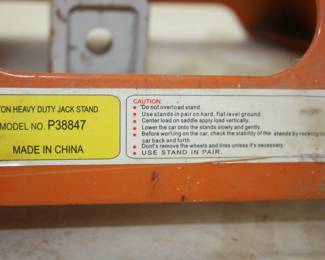 TON HEAVY DUTY JACK STAND
MODEL NO. P38847
MADE IN CHINA
CAUTION:
Do not overload stand
Use stands in pair on hard, flat level ground.
Center load on saddle apply load vertically.
Lower the car onto the stands slowly and gently.
Before working on the car, check the stability of the stands by rocking
car back and forth
Dont's remove the wheels and tires unless it's necessary.
USE STAND IN PAIR.